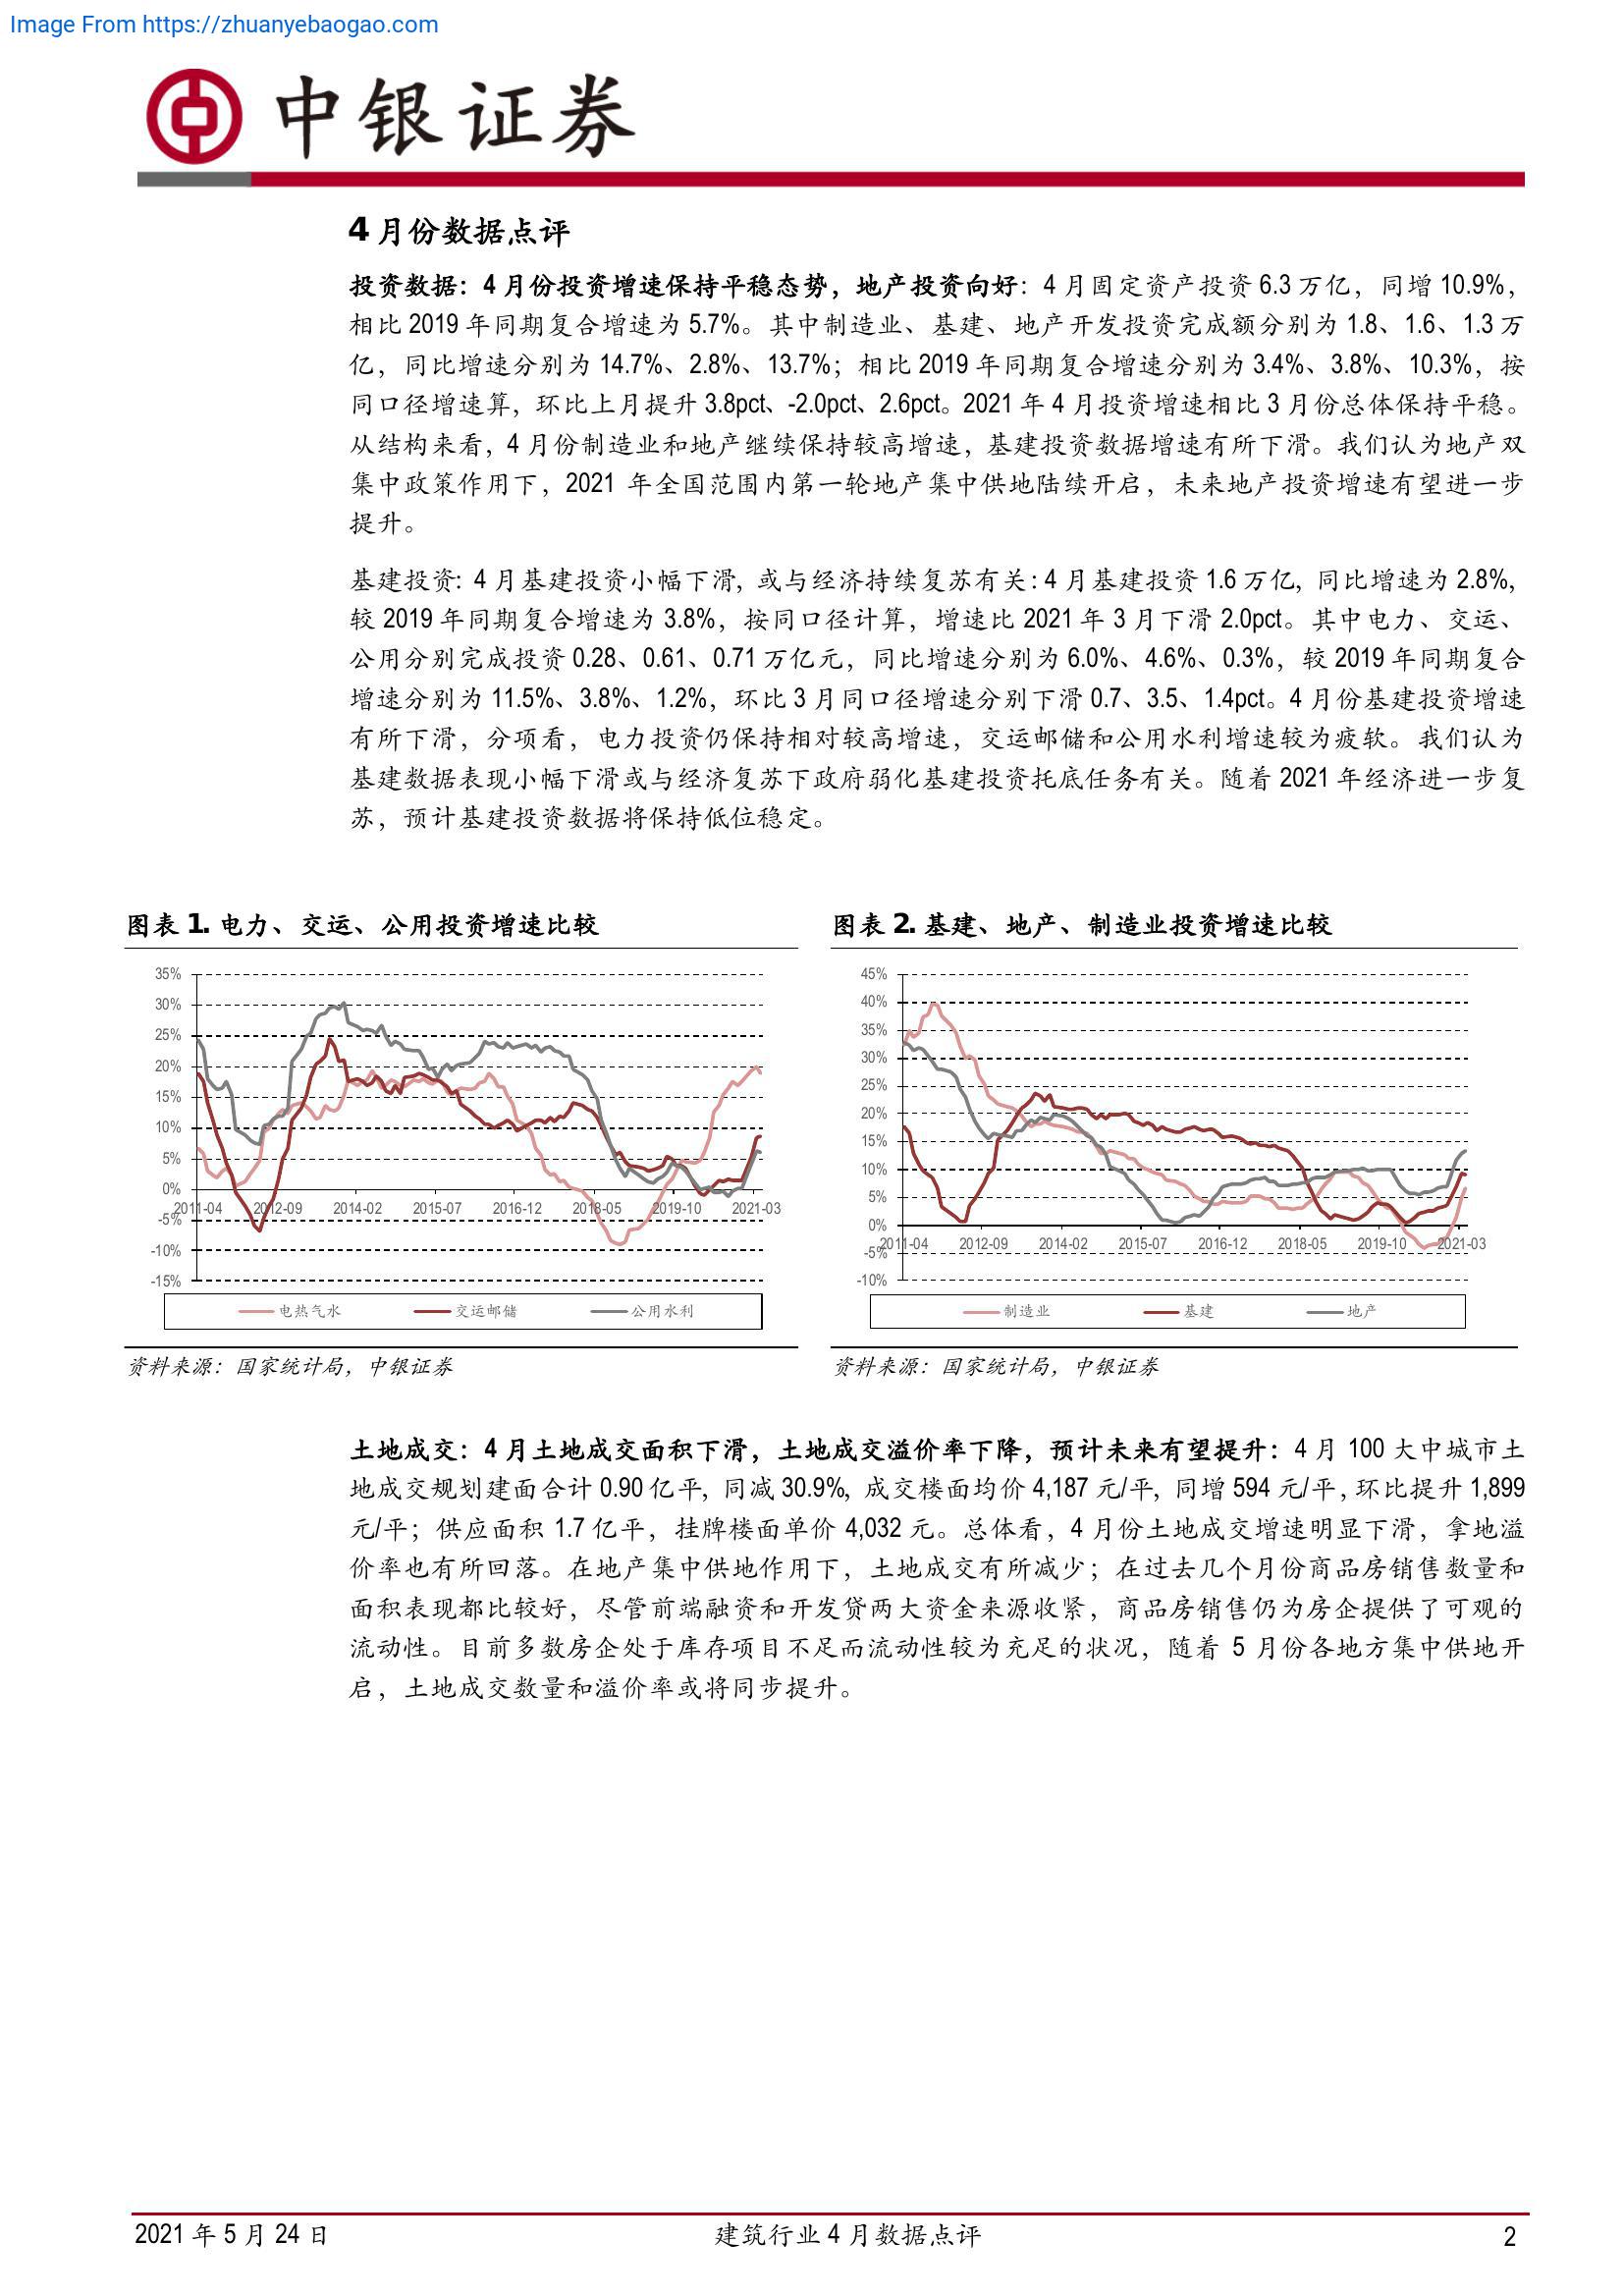 Image From https://zhuanyebaogao.com
中银证券
4 月份数据点评
投资数据：4 月份投资增速保持平稳态势，地产投资向好：4 月固定资产投资 6.3 万亿，同增 10.9%，
相比 2019 年同期复合增速为 5.7%。其中制造业、基建、地产开发投资完成额分别为 1.8、1.6、1.3 万
亿，同比增速分别为 14.7%、2.8%、13.7%；相比 2019 年同期复合增速分别为 3.4%、3.8%、10.3%，按
同口径增速算，环比上月提升 3.8pct、-2.0pct、2.6pct。2021 年 4 月投资增速相比 3 月份总体保持平稳。
从结构来看，4 月份制造业和地产继续保持较高增速，基建投资数据增速有所下滑。我们认为地产双
集中政策作用下，2021 年全国范围内第一轮地产集中供地陆续开启，未来地产投资增速有望进一步
提升。
基建投资：4 月基建投资小幅下滑，或与经济持续复苏有关：4 月基建投资 1.6 万亿，同比增速为 2.8%，
较 2019 年同期复合增速为 3.8%，按同口径计算，增速比 2021 年 3 月下滑 2.0pct。其中电力、交运、
公用分别完成投资 0.28、0.61、0.71 万亿元，同比增速分别为 6.0%、4.6%、0.3%，较 2019 年同期复合
增速分别为 11.5%、3.8%、1.2%，环比 3 月同口径增速分别下滑 0.7、3.5、1.4pct。4 月份基建投资增速
有所下滑，分项看，电力投资仍保持相对较高增速，交运邮储和公用水利增速较为疲软。我们认为
基建数据表现小幅下滑或与经济复苏下政府弱化基建投资托底任务有关。随着 2021 年经济进一步复
苏，预计基建投资数据将保持低位稳定。
图表 1. 电力、交运、公用投资增速比较
35%
30%
25%
20%
15%
10%
5%
0%
-5%
-10%
-15%
2011-04 2012-09 2014-02 2015-07 2016-12 2018-05 2019-10 2021-03
电热气水 交运邮储 公用水利
资料来源：国家统计局，中银证券
图表 2. 基建、地产、制造业投资增速比较
45%
40%
35%
30%
25%
20%
15%
10%
5%
0%
-5%
-10%
2011-04 2012-09 2014-02 2015-07 2016-12 2018-05 2019-10 2021-03
制造业 基建 地产
资料来源：国家统计局，中银证券
土地成交：4 月土地成交面积下滑，土地成交溢价率下降，预计未来有望提升：4 月 100 大中城市土
地成交规划建面合计 0.90 亿平，同减 30.9%，成交楼面均价 4,187 元/平，同增 594 元/平，环比提升 1,899
元/平；供应面积 1.7 亿平，挂牌楼面单价 4,032 元。总体看，4 月份土地成交增速明显下滑，拿地溢
价率也有所回落。在地产集中供地作用下，土地成交有所减少；在过去几个月份商品房销售数量和
面积表现都比较好，尽管前端融资和开发贷两大资金来源收紧，商品房销售仍为房企提供了可观的
流动性。目前多数房企处于库存项目不足而流动性较为充足的状况，随着 5 月份各地方集中供地开
启，土地成交数量和溢价率或将同步提升。
2021 年 5 月 24 日 建筑行业 4 月数据点评 2